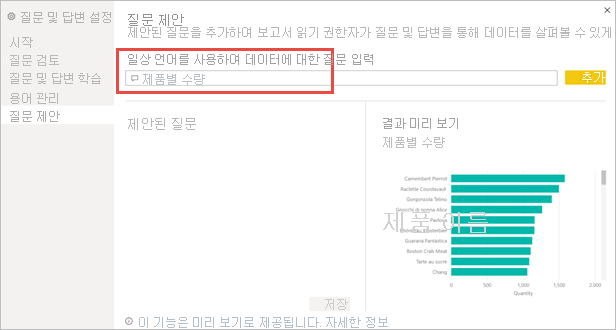 질문 및 답변 설정
시작
질문 검토
질문 및 답변 학습
용어 관리
질문 제안
질문 제안
제안된 질문을 추가하여 보고서 읽기 권한자가 질문 및 답변을 통해 데이터를 살펴볼 수 있게
일상 언어를 사용하여 데이터에 대한 질문 입력
제품별 수량
추가
제안된 질문
저장
결과 미리 보기
제품별 수량
제품 이름
Camembert Pierrot
Raclette Courdavault
Gorgonzola Telino
Gnocchi di nonna Alice
Pavlova
Guaraná fantástica
Boston Crab Meat
Tarte au sucre
Chang
0 500 1,000 1,500 2,000
Quantity
이 기능은 미리 보기로 제공됩니다. 자세한 정보